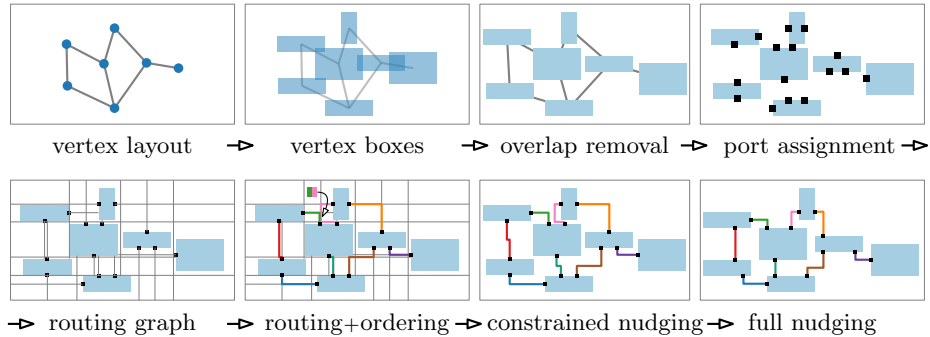 vertex layout vertex boxes overlap removal port assignment
routing graph routing+ordering constrained nudging full nudging